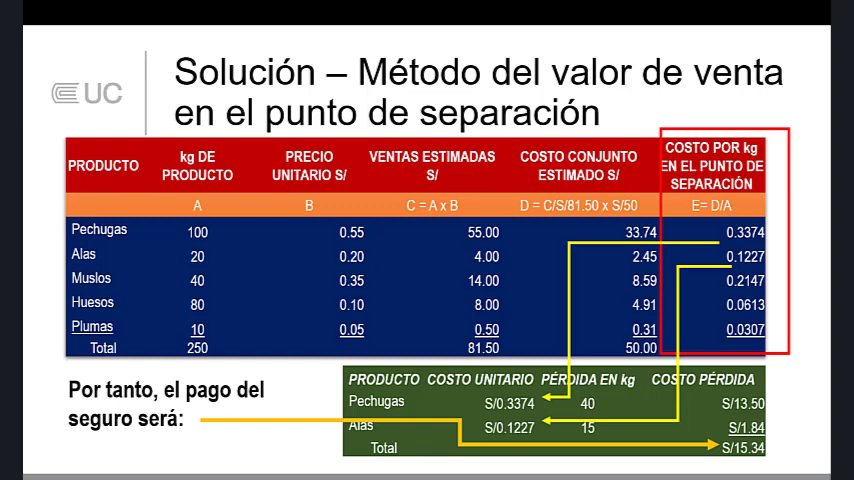 UC
Solución – Método del valor de venta
en el punto de separación
PRODUCTO kg DE PRODUCTO PRECIO UNITARIO S/ VENTAS ESTIMADAS S/ COSTO CONJUNTO ESTIMADO S/ COSTO POR kg EN EL PUNTO DE SEPARACIÓN
A B C = A x B D = C/S/81.50 x S/50 E= D/A
Pechugas 100 0.55 55.00 33.74 0.3374
Alas 20 0.20 4.00 2.45 0.1227
Muslos 40 0.35 14.00 8.59 0.2147
Huesos 80 0.10 8.00 4.91 0.0613
Plumas 10 0.05 0.50 0.31 0.0307
Total 250 81.50 50.00
Por tanto, el pago del
seguro será:
PRODUCTO COSTO UNITARIO PÉRDIDA EN kg COSTO PÉRDIDA
Pechugas S/0.3374 40 S/13.50
Alas S/0.1227 15 S/1.84
Total S/15.34